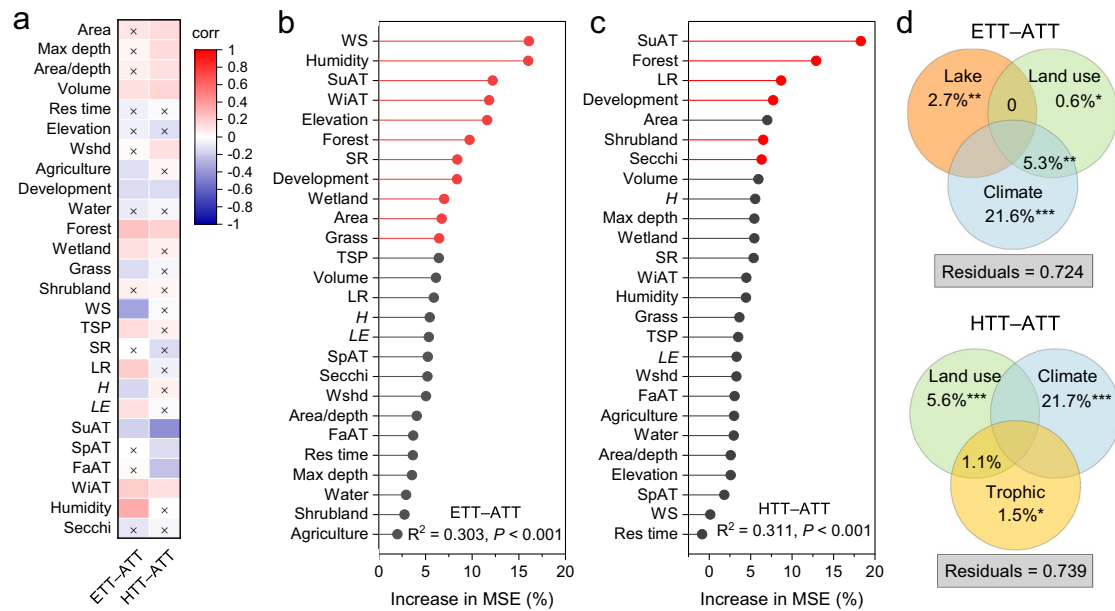 a
Area
Max depth
Area/depth
Volume
Res time
Elevation
Wshd
Agriculture
Development
Water
Forest
Wetland
Grass
Shrubland
WS
TSP
SR
LR
H
LE
SuAT
SpAT
FaAT
WiAT
Humidity
Secchi
ETT–ATT
HTT–ATT
corr
1
0.8
0.6
0.4
0.2
0
-0.2
-0.4
-0.6
-0.8
-1
b
WS
Humidity
SuAT
WiAT
Elevation
Forest
SR
Development
Wetland
Area
Grass
TSP
Volume
LR
H
LE
SpAT
Secchi
Wshd
Area/depth
FaAT
Res time
Max depth
Water
Shrubland
Agriculture
ETT–ATT
R² = 0.303, P < 0.001
0 5 10 15 20
Increase in MSE (%)
c
SuAT
Forest
LR
Development
Area
Shrubland
Secchi
Volume
H
Max depth
Wetland
SR
WiAT
Humidity
Grass
TSP
LE
Wshd
FaAT
Agriculture
Water
Area/depth
Elevation
SpAT
WS
Res time
HTT–ATT
R² = 0.311, P < 0.001
0 5 10 15 20
Increase in MSE (%)
d
ETT–ATT
Lake
2.7%**
Land use
0.6%*
0
5.3%**
Climate
21.6%***
Residuals = 0.724
HTT–ATT
Land use
5.6%***
Climate
21.7%***
1.1%
Trophic
1.5%*
Residuals = 0.739